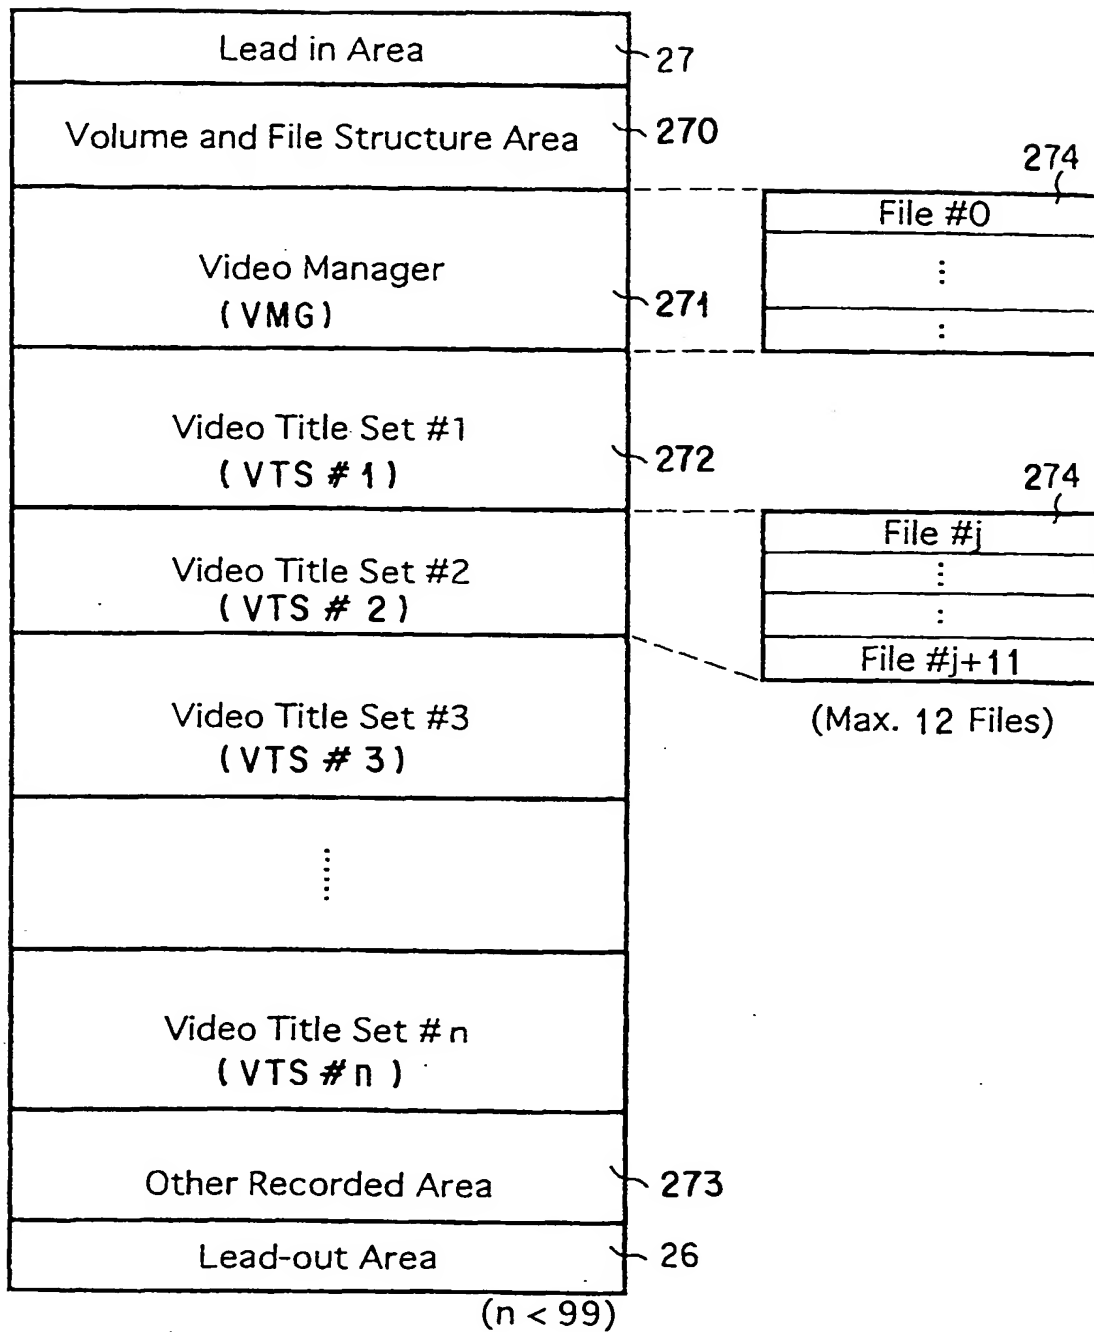 Lead in Area
27
Volume and File Structure Area
270
274
File #0
⋮
Video Manager
(VMG)
271
:
Video Title Set #1
(VTS #1)
272
274
File #j
⋮
Video Title Set #2
(VTS # 2)
:
File #j+11
(Max. 12 Files)
Video Title Set #3
(VTS # 3)
⋮
Video Title Set #n
(VTS #n )
Other Recorded Area
273
Lead-out Area
26
(n < 99)